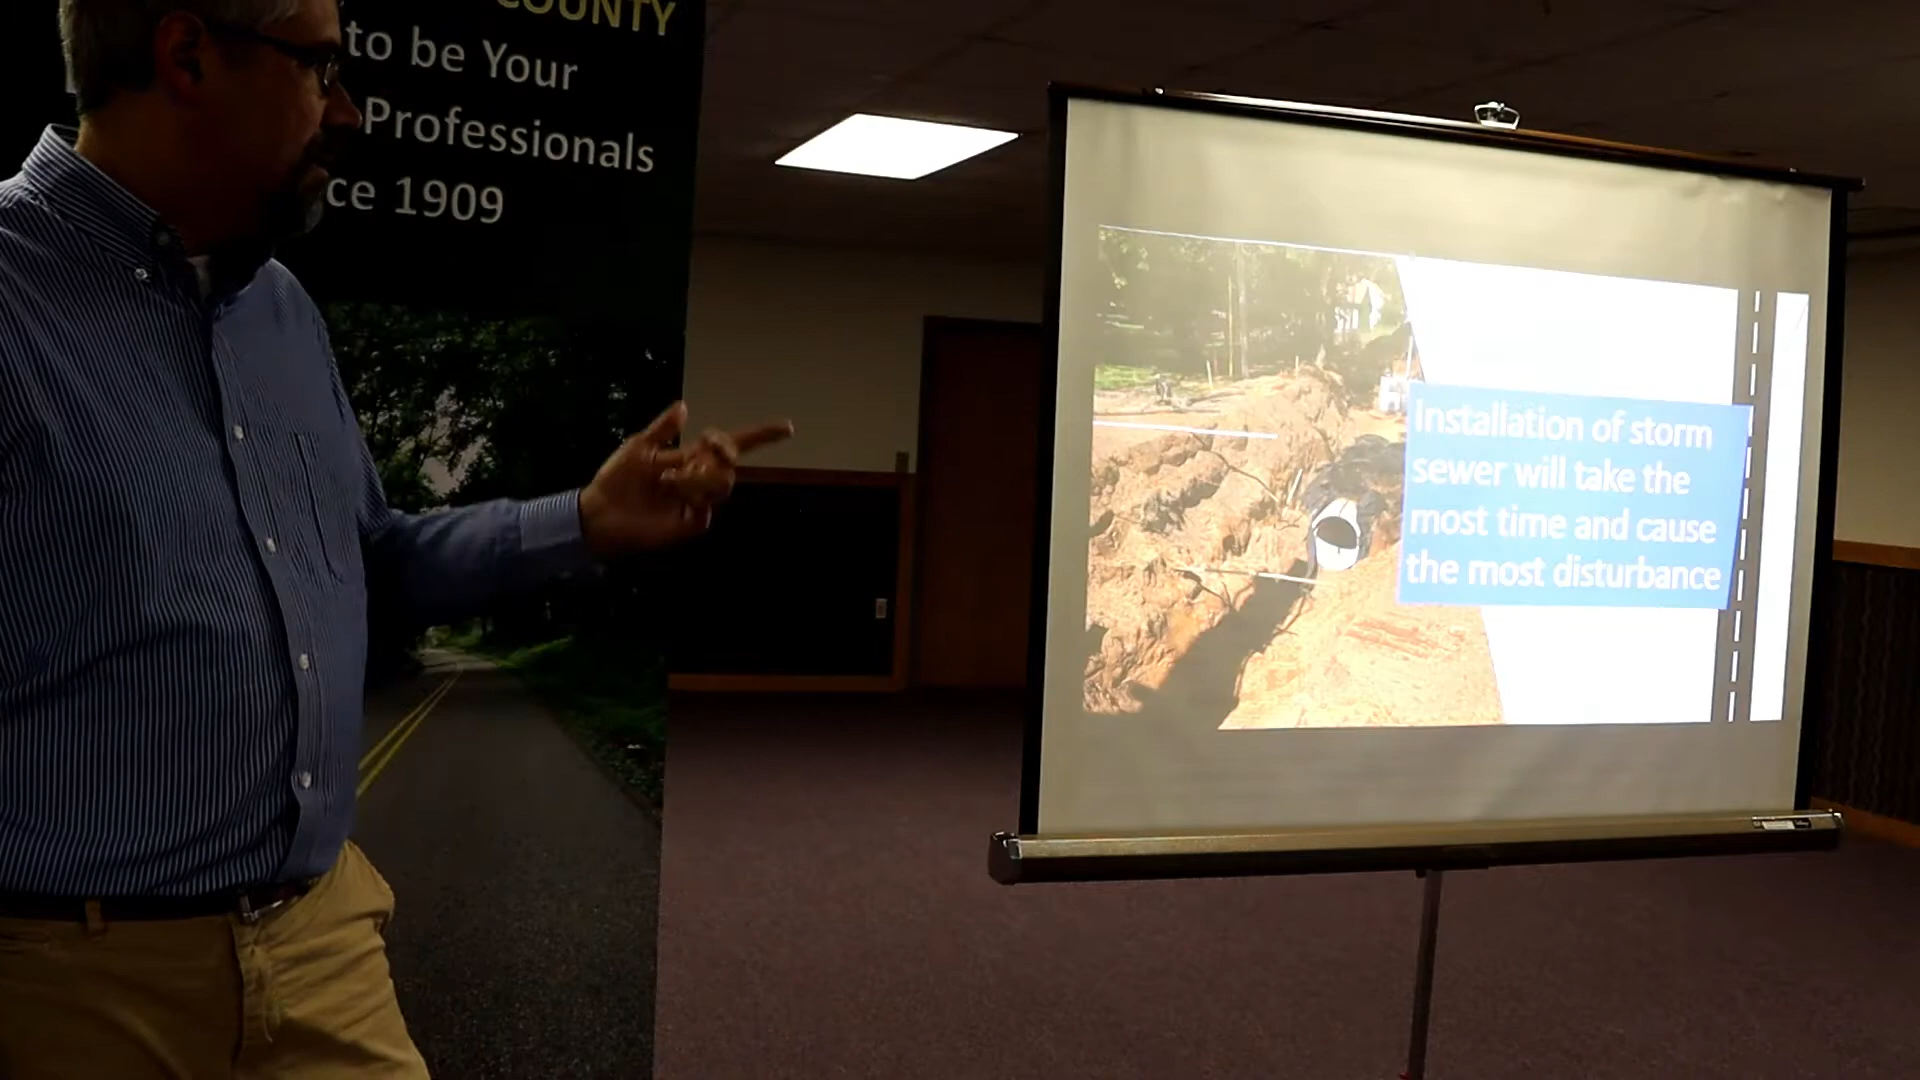 COUNTY
to be Your
Professionals
ce 1909
Installation of storm
sewer will take the
most time and cause
the most disturbance